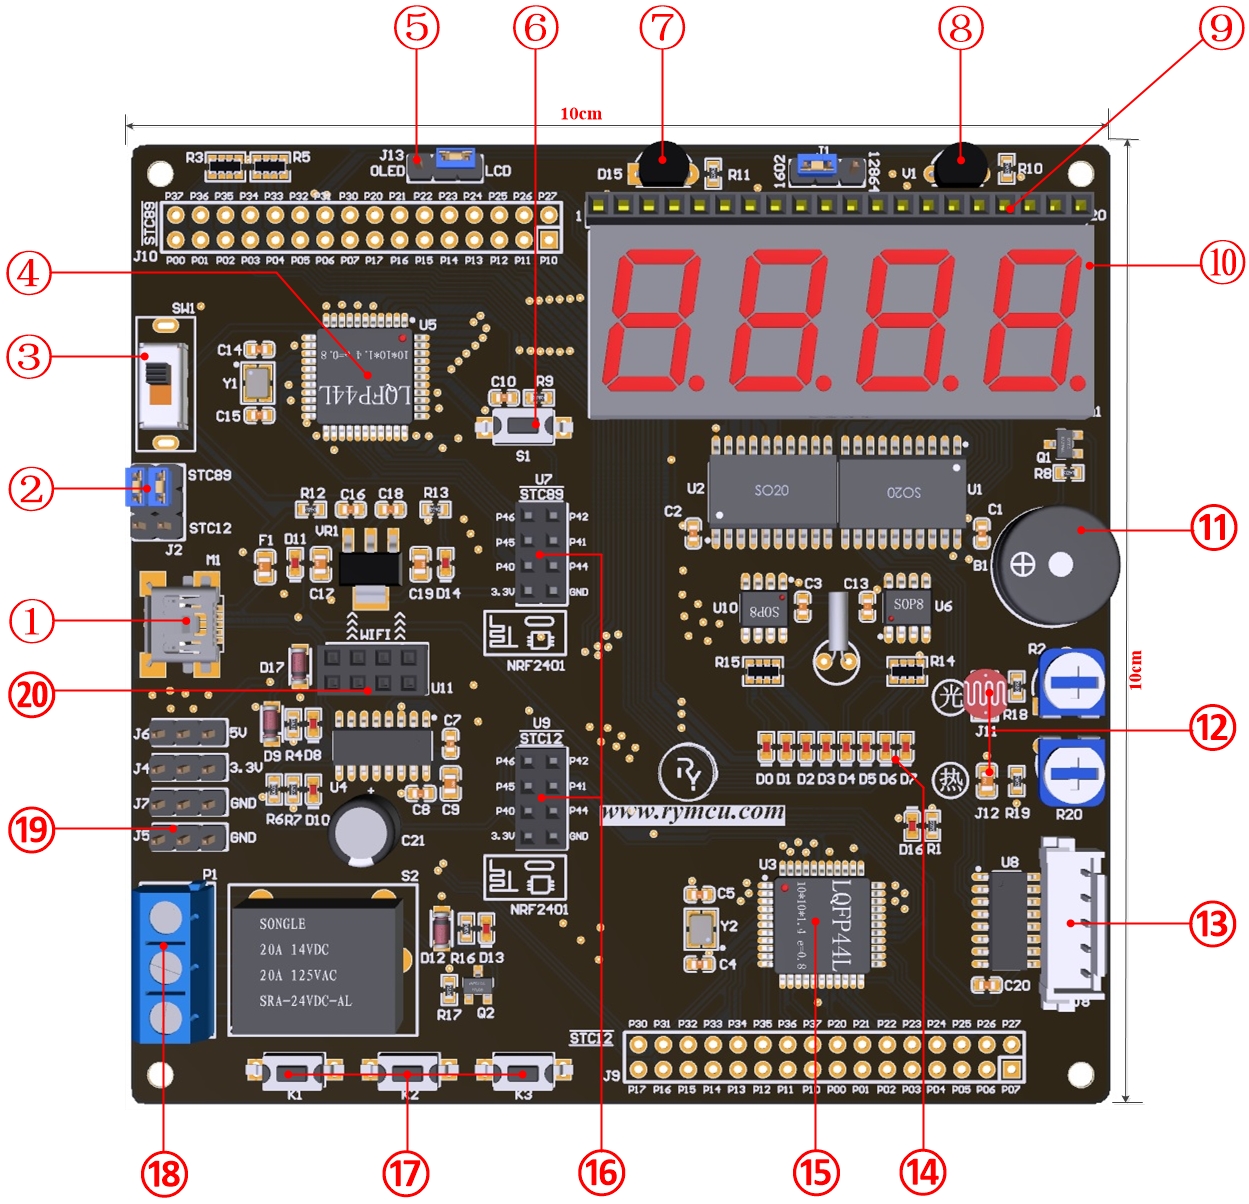 ⑤ ⑥ ⑦ ⑧ ⑨
10cm
R3 R5 J13 OLED LCD D15 R11 1602 J1 12864 V1 R10
P37 P36 P35 P34 P33 P32 P31 P30 P20 P21 P22 P23 P24 P25 P26 P27
STC89
1 20
J10 P00 P01 P02 P03 P04 P05 P06 P07 P17 P16 P15 P14 P13 P12 P11 P10
④ ⑩
8.8.8.8.
SW1
U5
10*10*1.4 e=0.8
LQFP44L
③
C14
Y1
C15
C10 R9
⑥
S1
② STC89
STC12
J2
U7
STC89
R12 C16 C18 R13
VR1
P46 P42
P45 P41
P40 P44
3.3V GND
F1 D11 C17 C19 D14
NRF2401
U2 SO20 SO20 U1
C2 C1
Q1
R8
⑪
B1
U10 SOP8 C3 C13 SOP8 U6
R15 R14
M1
①
WIFI
D17
⑳
U11
D9 R4 D8
C7
J6 5V
J4 3.3V
J7 GND
J5 GND
⑲
R6 R7 D10
U4
C8 C9
C21
U9
STC12
P46 P42
P45 P41
P40 P44
3.3V GND
NRF2401
RY
www.rymcu.com
D0 D1 D2 D3 D4 D5 D6 D7
光
J11
R18
R2
10cm
⑫
热
J12 R19 R20
D16 R1
P1
S2
SONGLE
20A 14VDC
20A 125VAC
SRA-24VDC-AL
D12 R16 D13
R17 Q2
U3
10*10*1.4 e=0.8
LQFP44L
C5
Y2
C4
U8
⑬
C20
J8
STC12
P30 P31 P32 P33 P34 P35 P36 P37 P20 P21 P22 P23 P24 P25 P26 P27
J9
P17 P16 P15 P14 P13 P12 P11 P10 P00 P01 P02 P03 P04 P05 P06 P07
K1 K2 K3
⑱ ⑰ ⑯ ⑮ ⑭